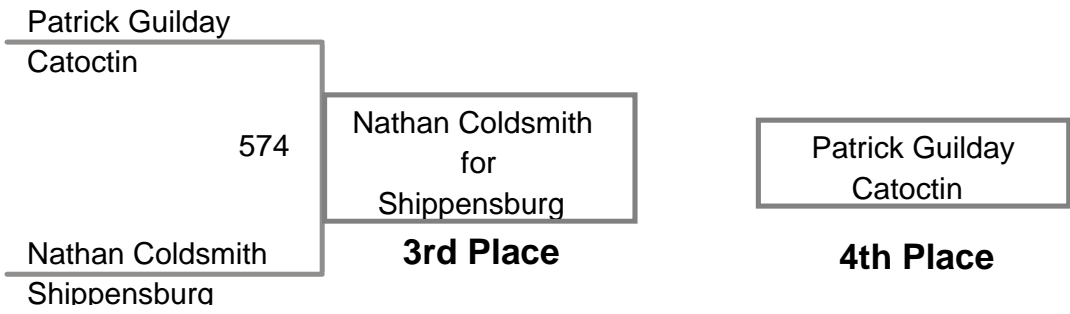 Patrick Guilday
Catoctin
574
Nathan Coldsmith
for
Shippensburg
3rd Place
Nathan Coldsmith
Shippensburg
Patrick Guilday
Catoctin
4th Place